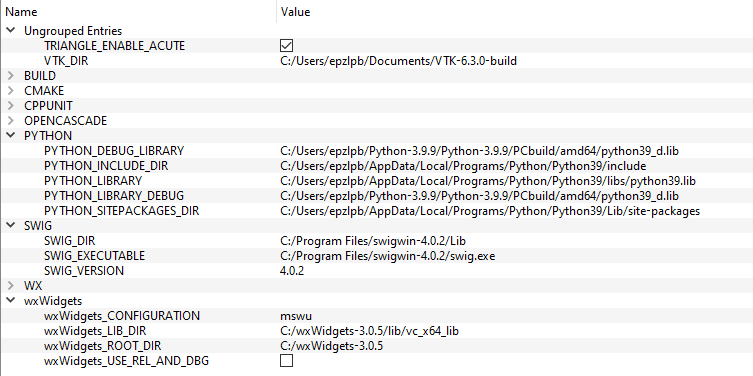 Name Value
Ungrouped Entries
TRIANGLE_ENABLE_ACUTE
VTK_DIR C:/Users/epzlpb/Documents/VTK-6.3.0-build
BUILD
CMAKE
CPPUNIT
OPENCASCADE
PYTHON
PYTHON_DEBUG_LIBRARY C:/Users/epzlpb/Python-3.9.9/Python-3.9.9/PCbuild/amd64/python39_d.lib
PYTHON_INCLUDE_DIR C:/Users/epzlpb/AppData/Local/Programs/Python/Python39/include
PYTHON_LIBRARY C:/Users/epzlpb/AppData/Local/Programs/Python/Python39/libs/python39.lib
PYTHON_LIBRARY_DEBUG C:/Users/epzlpb/Python-3.9.9/Python-3.9.9/PCbuild/amd64/python39_d.lib
PYTHON_SITEPACKAGES_DIR C:/Users/epzlpb/AppData/Local/Programs/Python/Python39/Lib/site-packages
SWIG
SWIG_DIR C:/Program Files/swigwin-4.0.2/Lib
SWIG_EXECUTABLE C:/Program Files/swigwin-4.0.2/swig.exe
SWIG_VERSION 4.0.2
WX
wxWidgets
wxWidgets_CONFIGURATION mswu
wxWidgets_LIB_DIR C:/wxWidgets-3.0.5/lib/vc_x64_lib
wxWidgets_ROOT_DIR C:/wxWidgets-3.0.5
wxWidgets_USE_REL_AND_DBG